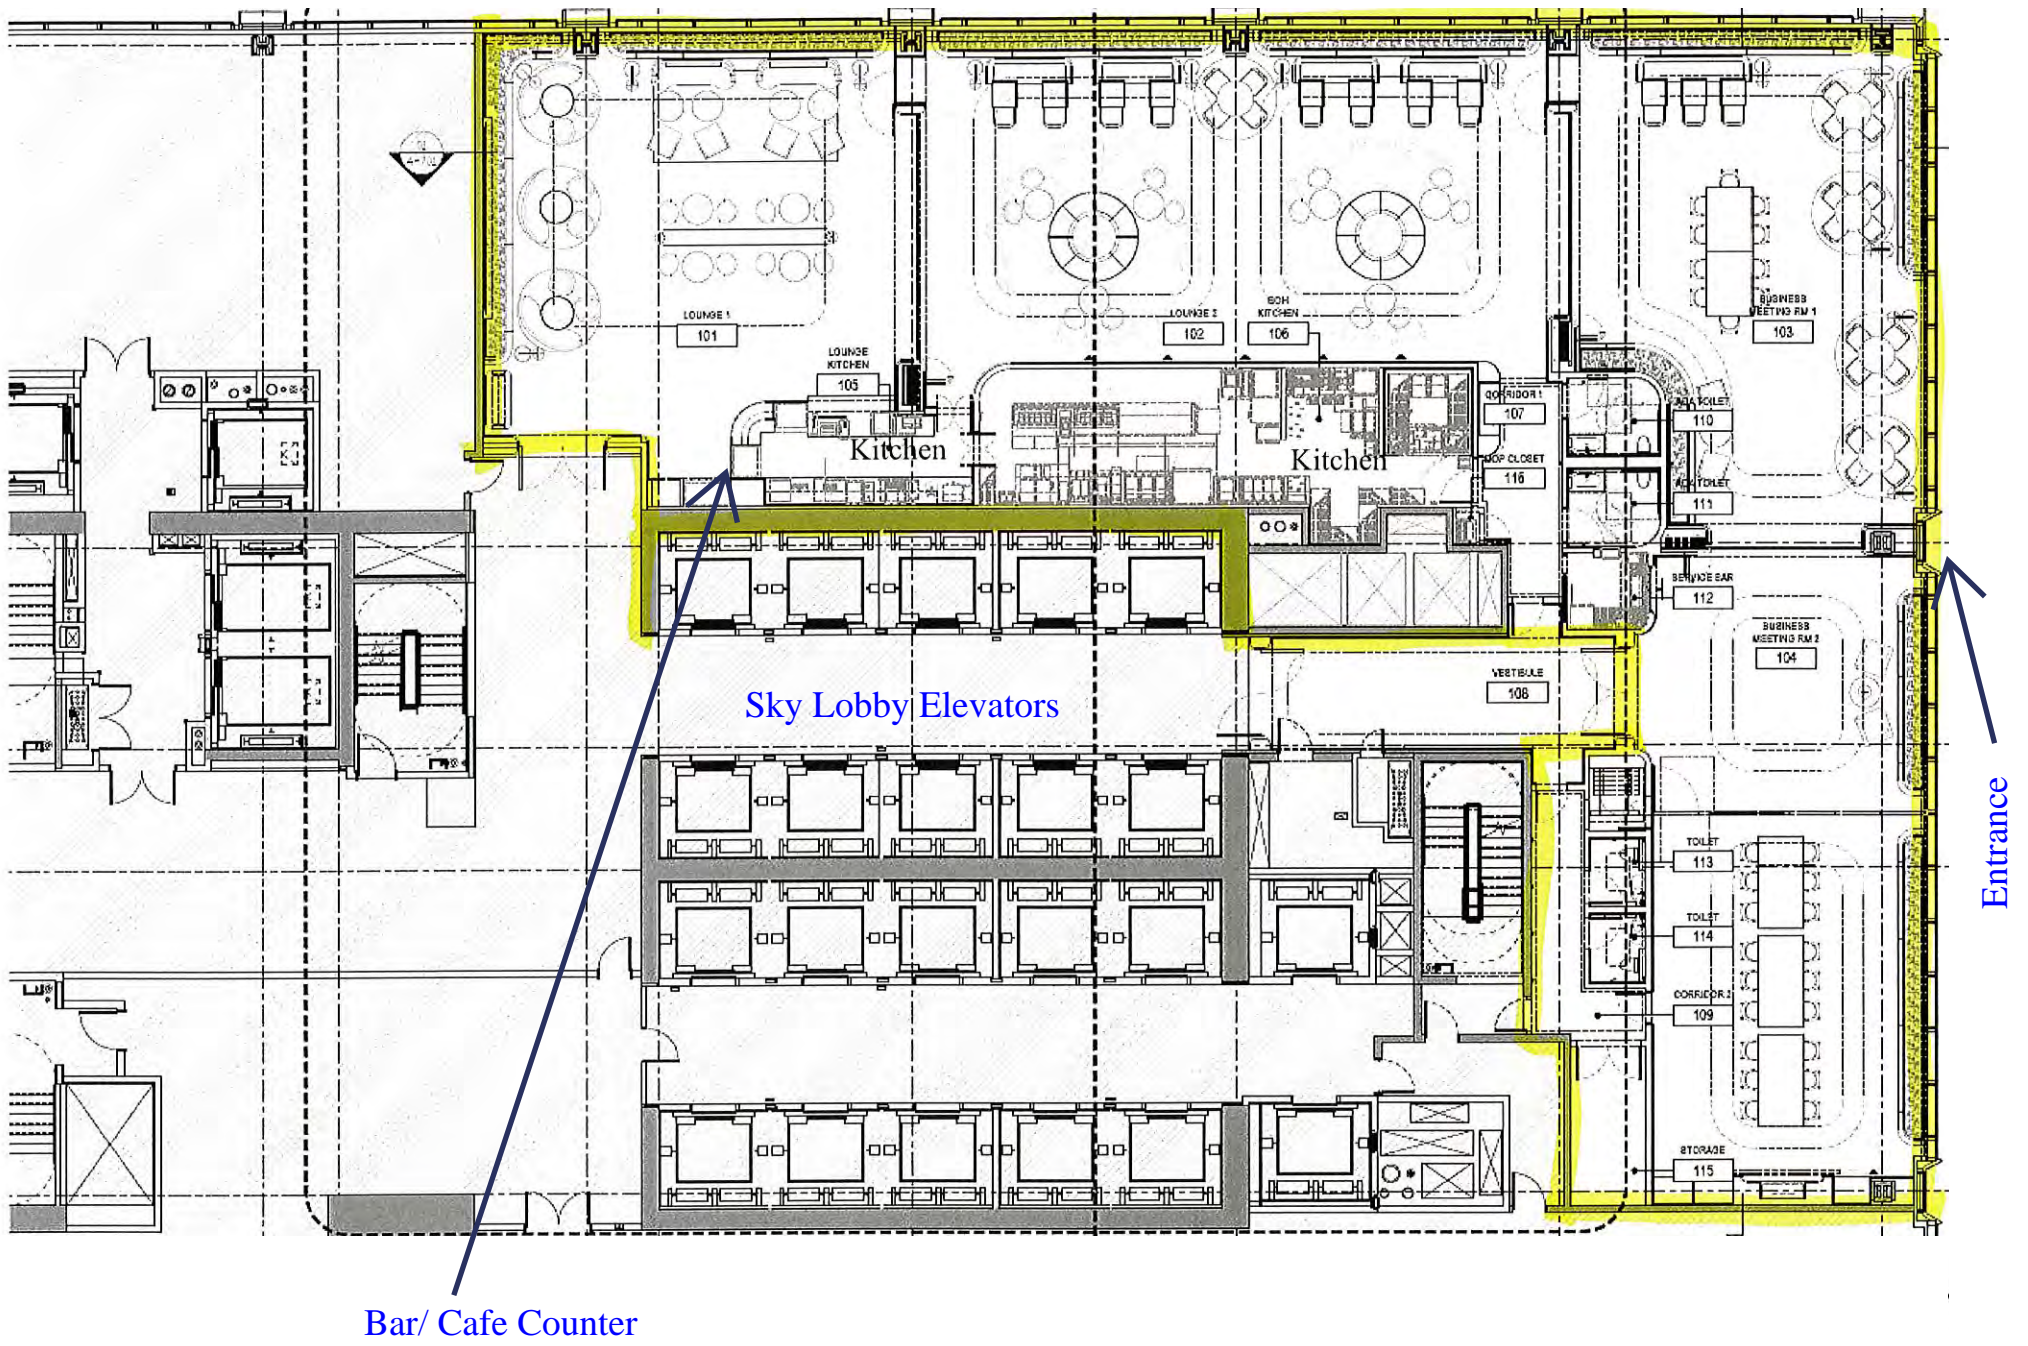 LOUNGE 1
101
LOUNGE 2
102
BOH
KITCHEN
106
BUSINESS
MEETING RM 1
103
LOUNGE
KITCHEN
105
CORRIDOR 1
107
ADA TOILET
110
Kitchen
Kitchen
MOP CLOSET
116
ADA TOILET
111
SERVICE BAR
112
BUSINESS
MEETING RM 2
104
VESTIBULE
108
Sky Lobby Elevators
Entrance
TOILET
113
TOILET
114
CORRIDOR 2
109
STORAGE
115
Bar/ Cafe Counter